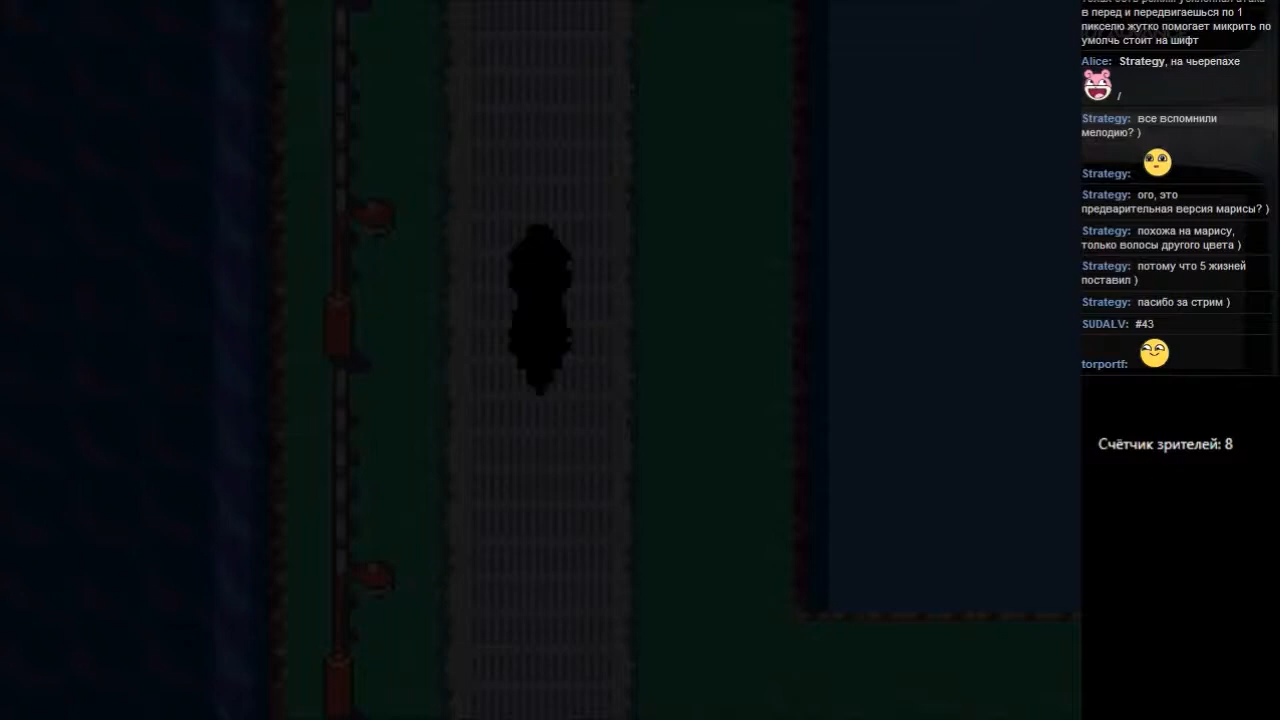 в перед и передвигаешься по 1
пикселю жутко помогает микрить по
умолчь стоит на шифт
Alice: Strategy, на чьерепахе
/
Strategy: все вспомнили
мелодию? )
Strategy:
Strategy: ого, это
предварительная версия марисы? )
Strategy: похожа на марису,
только волосы другого цвета )
Strategy: потому что 5 жизней
поставил )
Strategy: пасибо за стрим )
SUDALV: #43
torportf:
Счётчик зрителей: 8